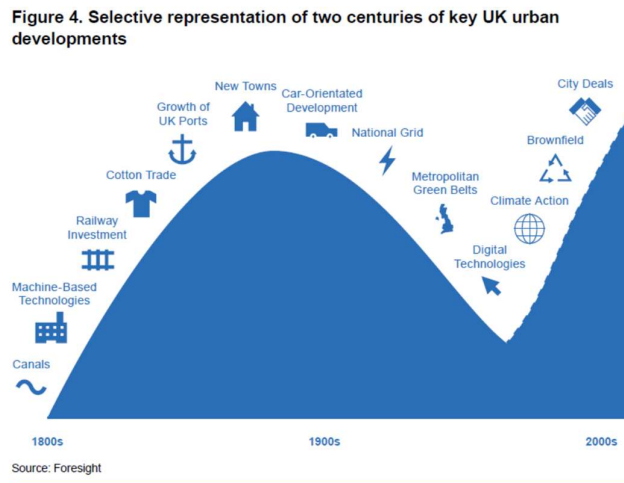 Figure 4. Selective representation of two centuries of key UK urban
developments
City Deals
New Towns
Car-Orientated
Development
Growth of
UK Ports
National Grid
Brownfield
Cotton Trade
Metropolitan
Green Belts
Climate Action
Railway
Investment
Digital
Technologies
Machine-Based
Technologies
Canals
1800s
1900s
2000s
Source: Foresight